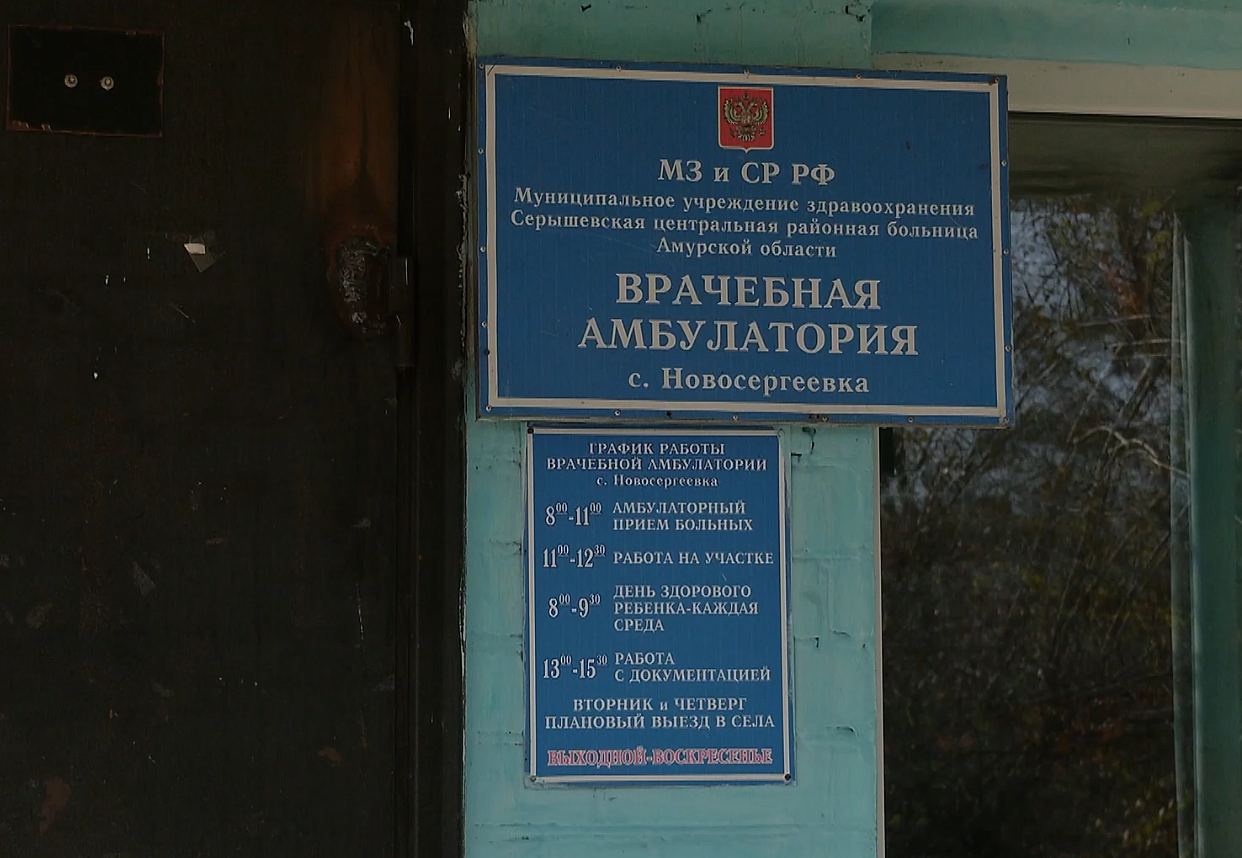 МЗ и СР РФ
Муниципальное учреждение здравоохранения
Серышевская центральная районная больница
Амурской области
ВРАЧЕБНАЯ
АМБУЛАТОРИЯ
с. Новосергеевка
ГРАФИК РАБОТЫ
ВРАЧЕБНОЙ АМБУЛАТОРИИ
с. Новосергеевка
8⁰⁰-11⁰⁰ АМБУЛАТОРНЫЙ
ПРИЕМ БОЛЬНЫХ
11⁰⁰-12³⁰ РАБОТА НА УЧАСТКЕ
8⁰⁰-9³⁰ ДЕНЬ ЗДОРОВОГО
РЕБЕНКА-КАЖДАЯ
СРЕДА
13⁰⁰-15³⁰ РАБОТА
С ДОКУМЕНТАЦИЕЙ
ВТОРНИК и ЧЕТВЕРГ
ПЛАНОВЫЙ ВЫЕЗД В СЕЛА
ВЫХОДНОЙ-ВОСКРЕСЕНЬЕ